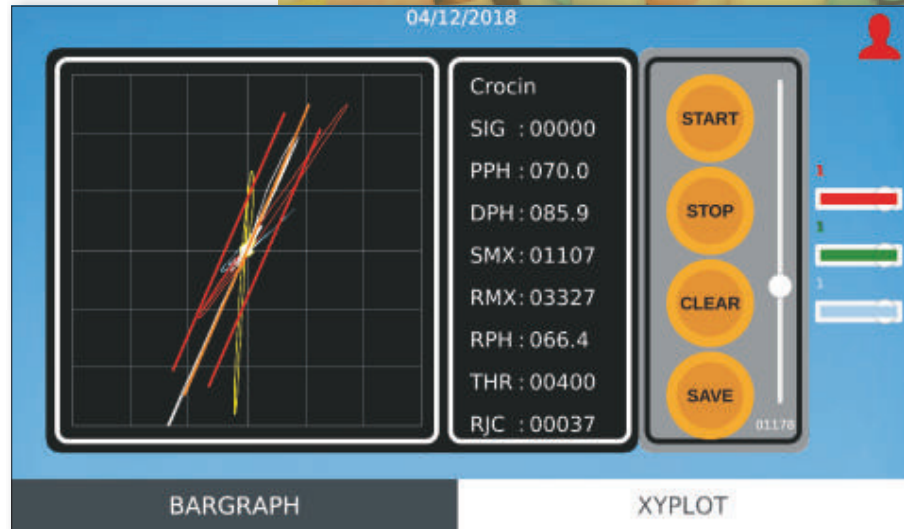 04/12/2018
Crocin
SIG : 00000
PPH : 070.0
DPH : 085.9
SMX : 01107
RMX : 03327
RPH : 066.4
THR : 00400
RJC : 00037
START
STOP
CLEAR
SAVE
01178
1
1
1
BARGRAPH
XYPLOT